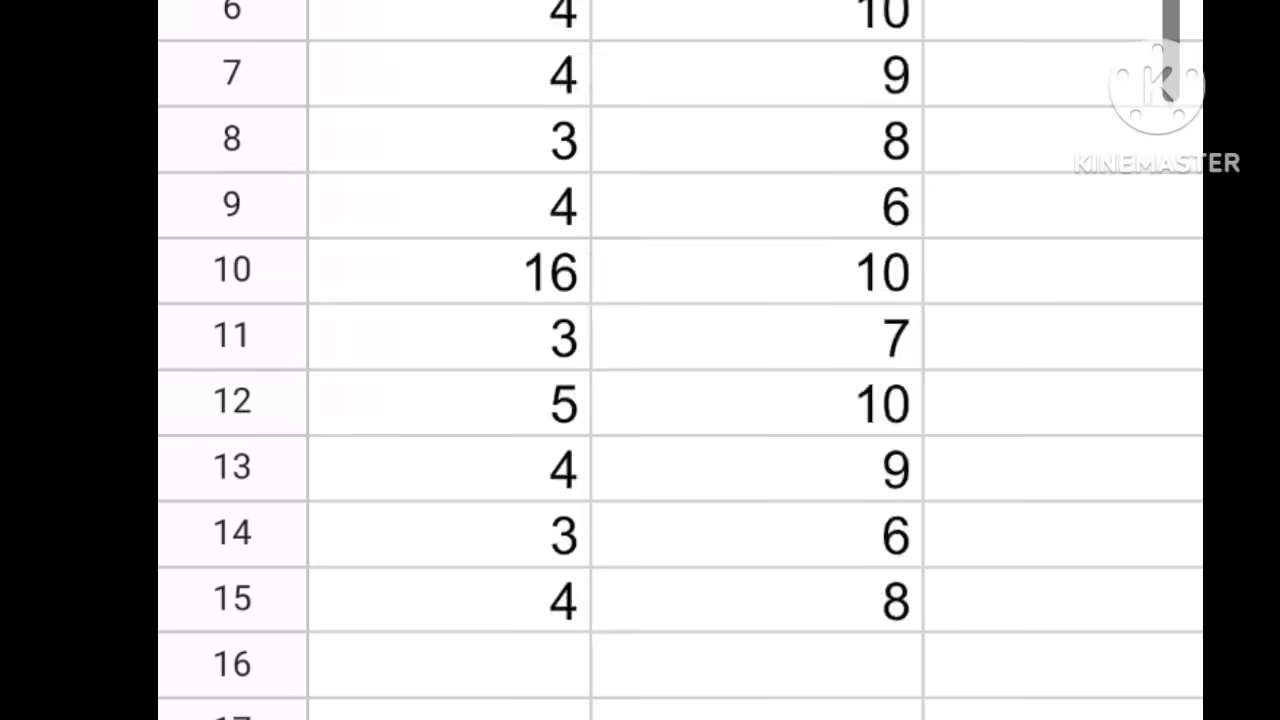 6 4 10
7 4 9
K
8 3 8
KINEMASTER
9 4 6
10 16 10
11 3 7
12 5 10
13 4 9
14 3 6
15 4 8
16